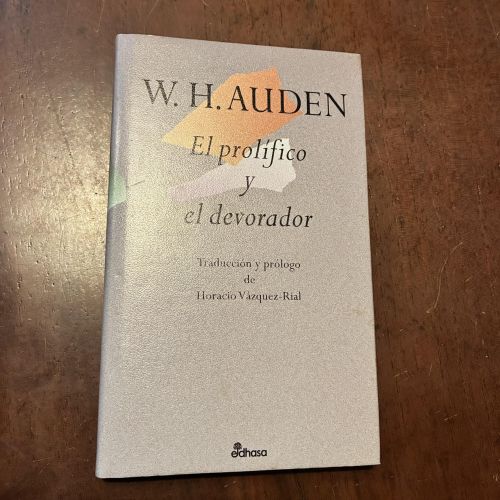 W. H. AUDEN
El prolífico
y
el devorador
Traducción y prólogo
de
Horacio Vázquez-Rial
edhasa